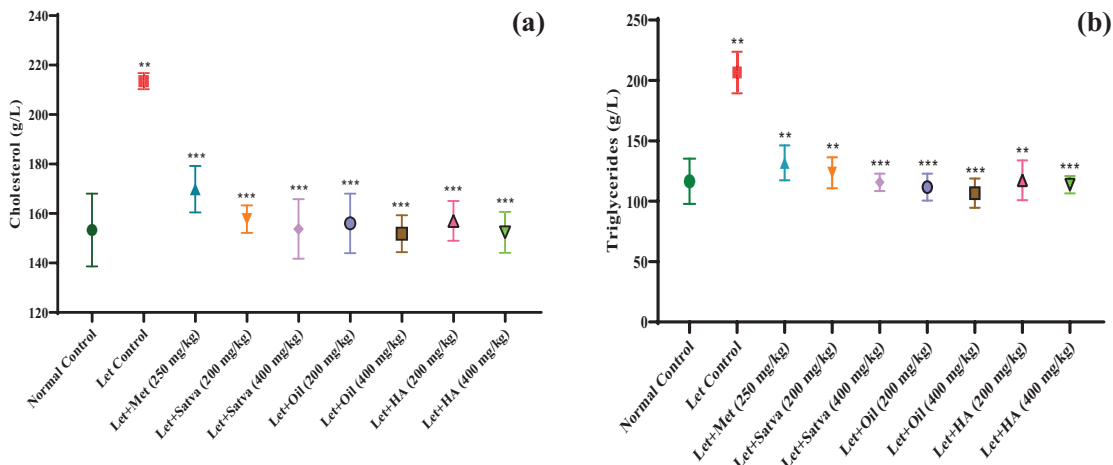 (a)
Cholesterol (g/L)
240
220
200
180
160
140
120
**
***
***
***
***
***
***
***
Normal Control
Let Control
Let+Met (250 mg/kg)
Let+Satva (200 mg/kg)
Let+Satva (400 mg/kg)
Let+Oil (200 mg/kg)
Let+Oil (400 mg/kg)
Let+HA (200 mg/kg)
Let+HA (400 mg/kg)
(b)
Triglycerides (g/L)
250
200
150
100
50
0
**
**
**
***
***
***
**
***
Normal Control
Let Control
Let+Met (250 mg/kg)
Let+Satva (200 mg/kg)
Let+Satva (400 mg/kg)
Let+Oil (200 mg/kg)
Let+Oil (400 mg/kg)
Let+HA (200 mg/kg)
Let+HA (400 mg/kg)